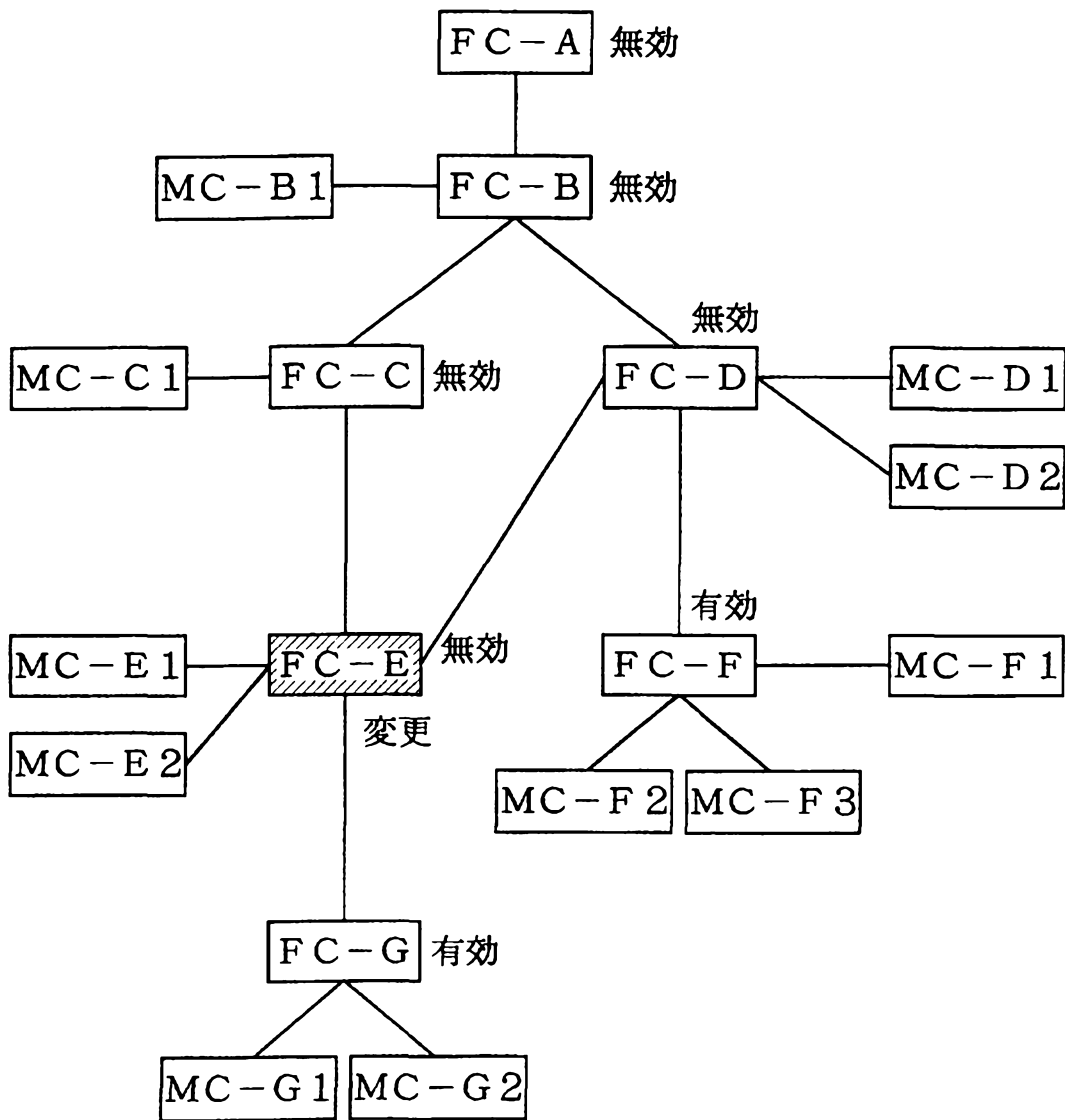 FC-A 無効
MC-B1 FC-B 無効
無効
MC-C1 FC-C 無効 FC-D MC-D1
MC-D2
有効
MC-E1 FC-E 無効 FC-F MC-F1
変更
MC-E2
MC-F2 MC-F3
FC-G 有効
MC-G1 MC-G2